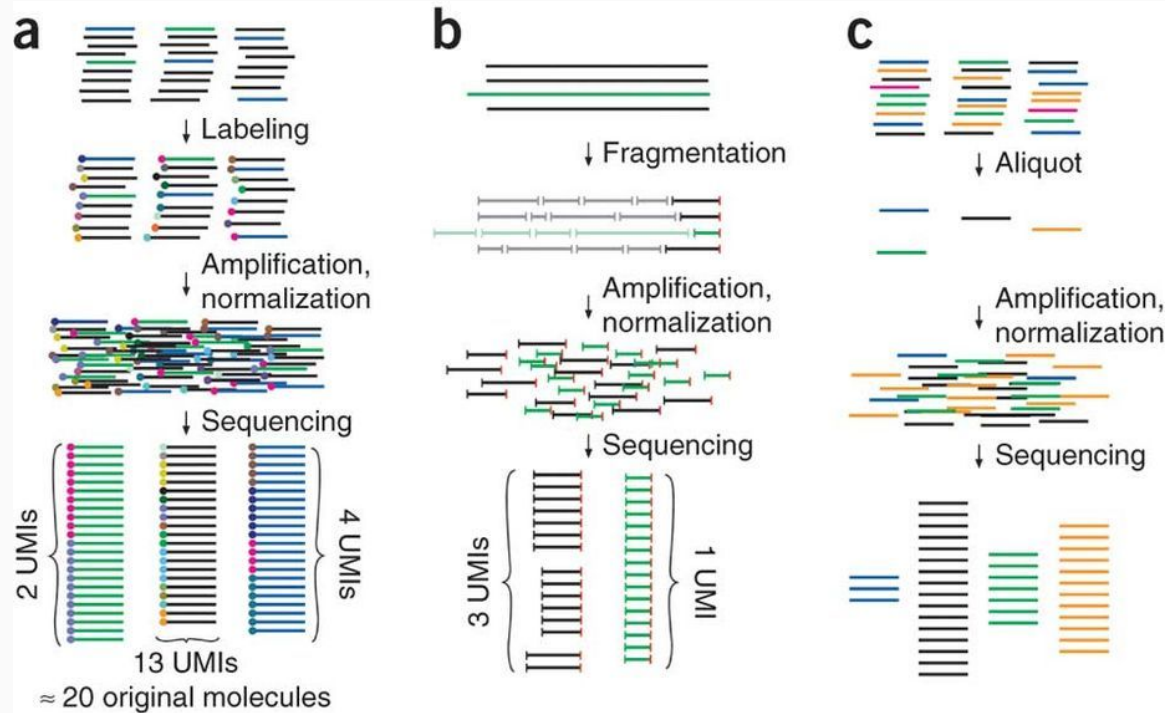 a
Labeling
Amplification,
normalization
Sequencing
2 UMIs
4 UMIs
13 UMIs
≈ 20 original molecules
b
Fragmentation
Amplification,
normalization
Sequencing
3 UMIs
1 UMI
c
Aliquot
Amplification,
normalization
Sequencing